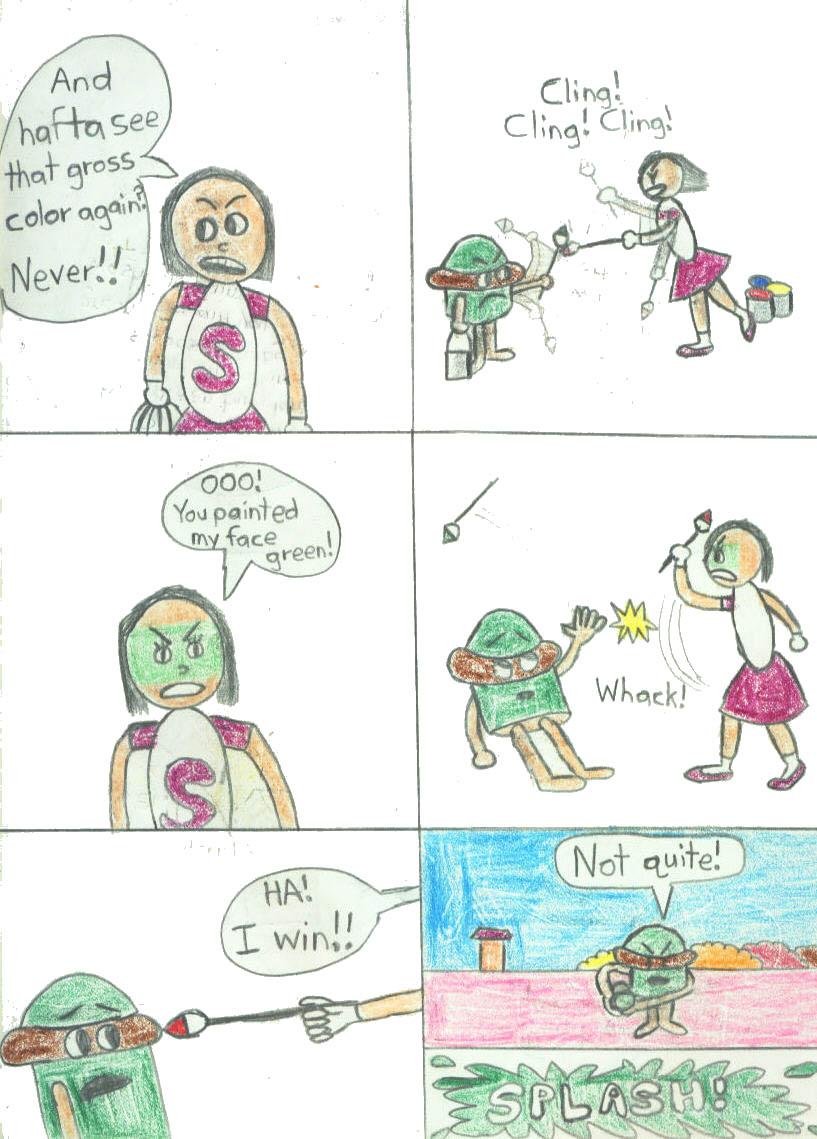 And
hafta see
that gross
color again?
Never!!
S
Cling!
Cling! Cling!
OOO!
You painted
my face
green!
S
Whack!
HA!
I win!!
Not quite!
SPLASH!